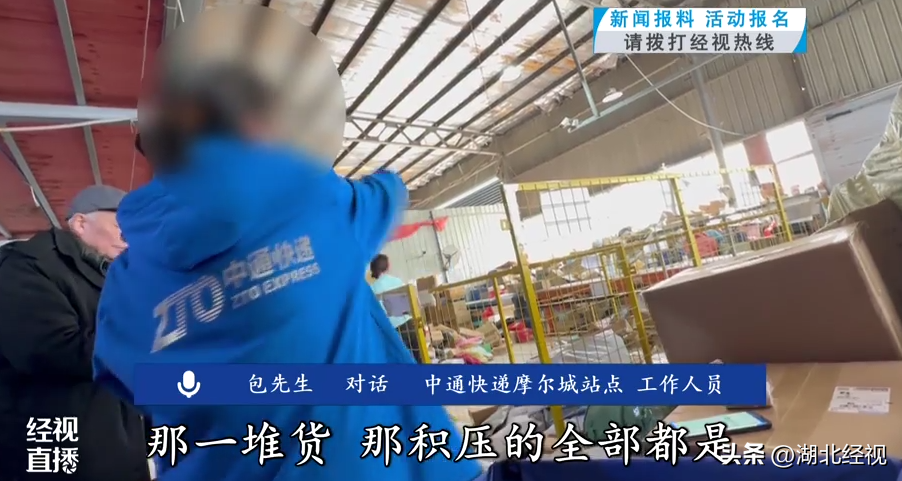 新闻报料 活动报名
请拨打经视热线
ZTO 中通快递
ZTO EXPRESS
包先生 对话 中通快递摩尔城站点 工作人员
经视
直播
那一堆货 那积压的全部都是
头条 @湖北经视